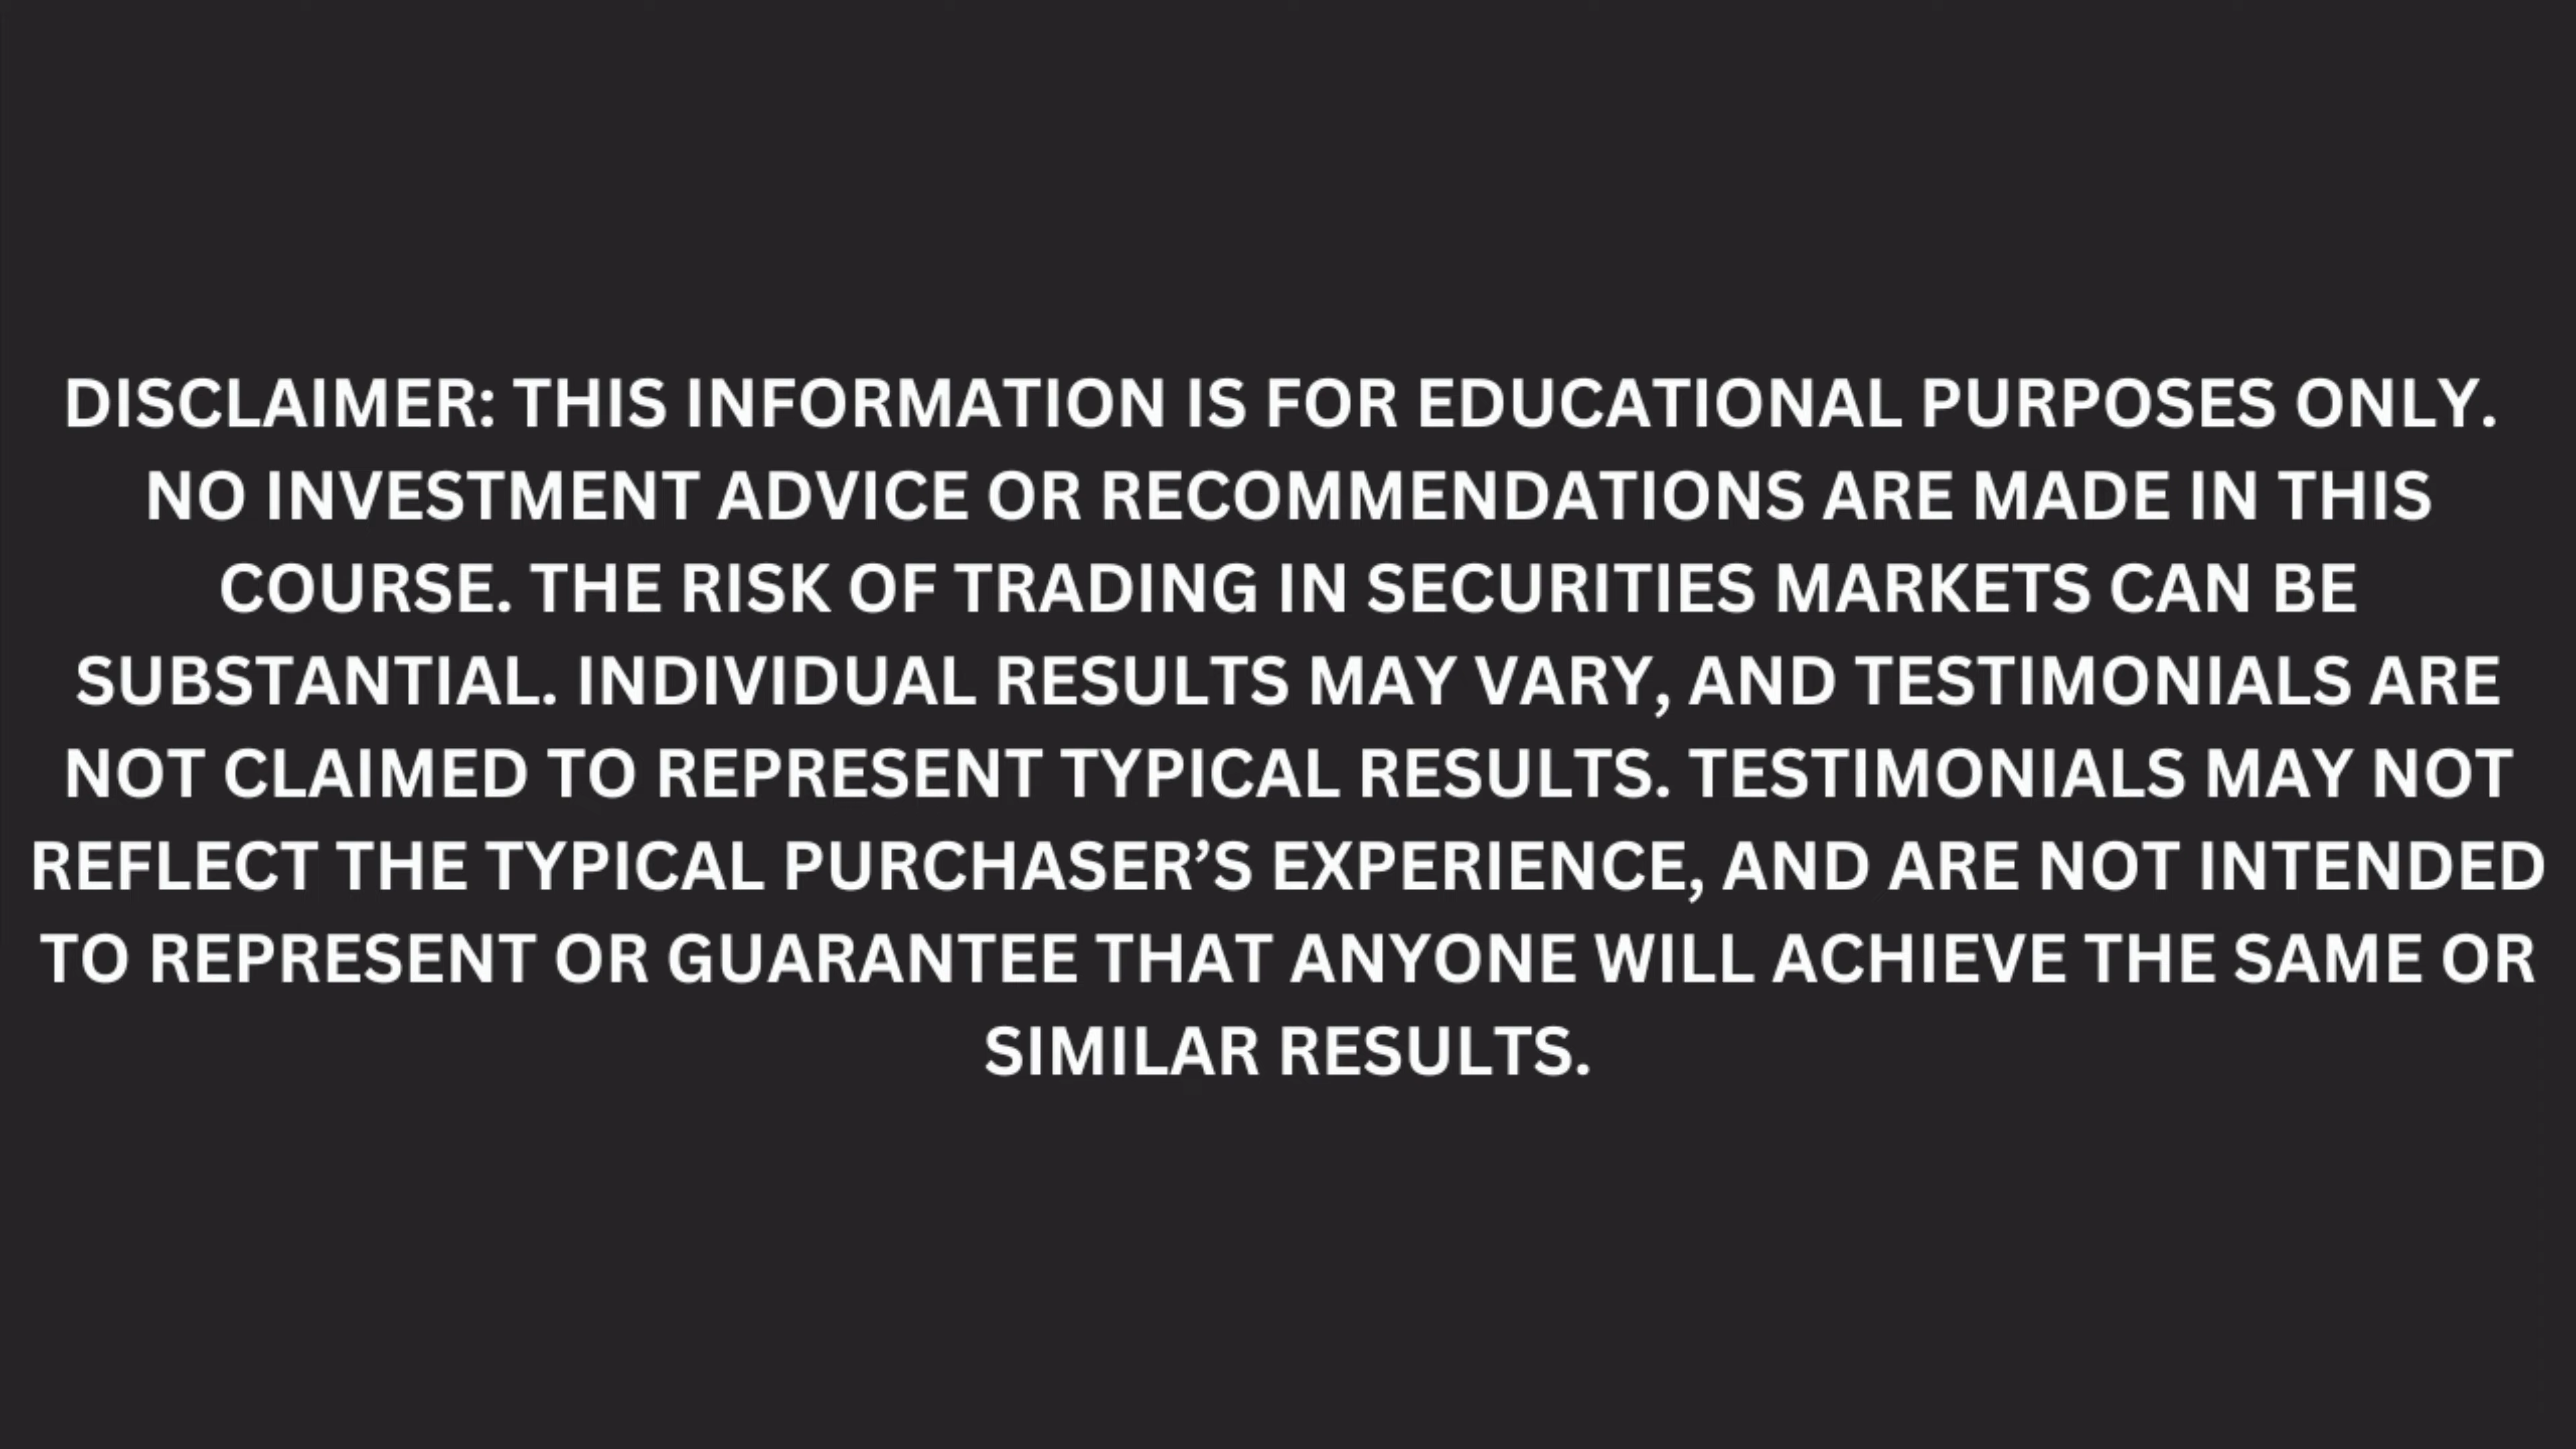 DISCLAIMER: THIS INFORMATION IS FOR EDUCATIONAL PURPOSES ONLY.
NO INVESTMENT ADVICE OR RECOMMENDATIONS ARE MADE IN THIS
COURSE. THE RISK OF TRADING IN SECURITIES MARKETS CAN BE
SUBSTANTIAL. INDIVIDUAL RESULTS MAY VARY, AND TESTIMONIALS ARE
NOT CLAIMED TO REPRESENT TYPICAL RESULTS. TESTIMONIALS MAY NOT
REFLECT THE TYPICAL PURCHASER’S EXPERIENCE, AND ARE NOT INTENDED
TO REPRESENT OR GUARANTEE THAT ANYONE WILL ACHIEVE THE SAME OR
SIMILAR RESULTS.